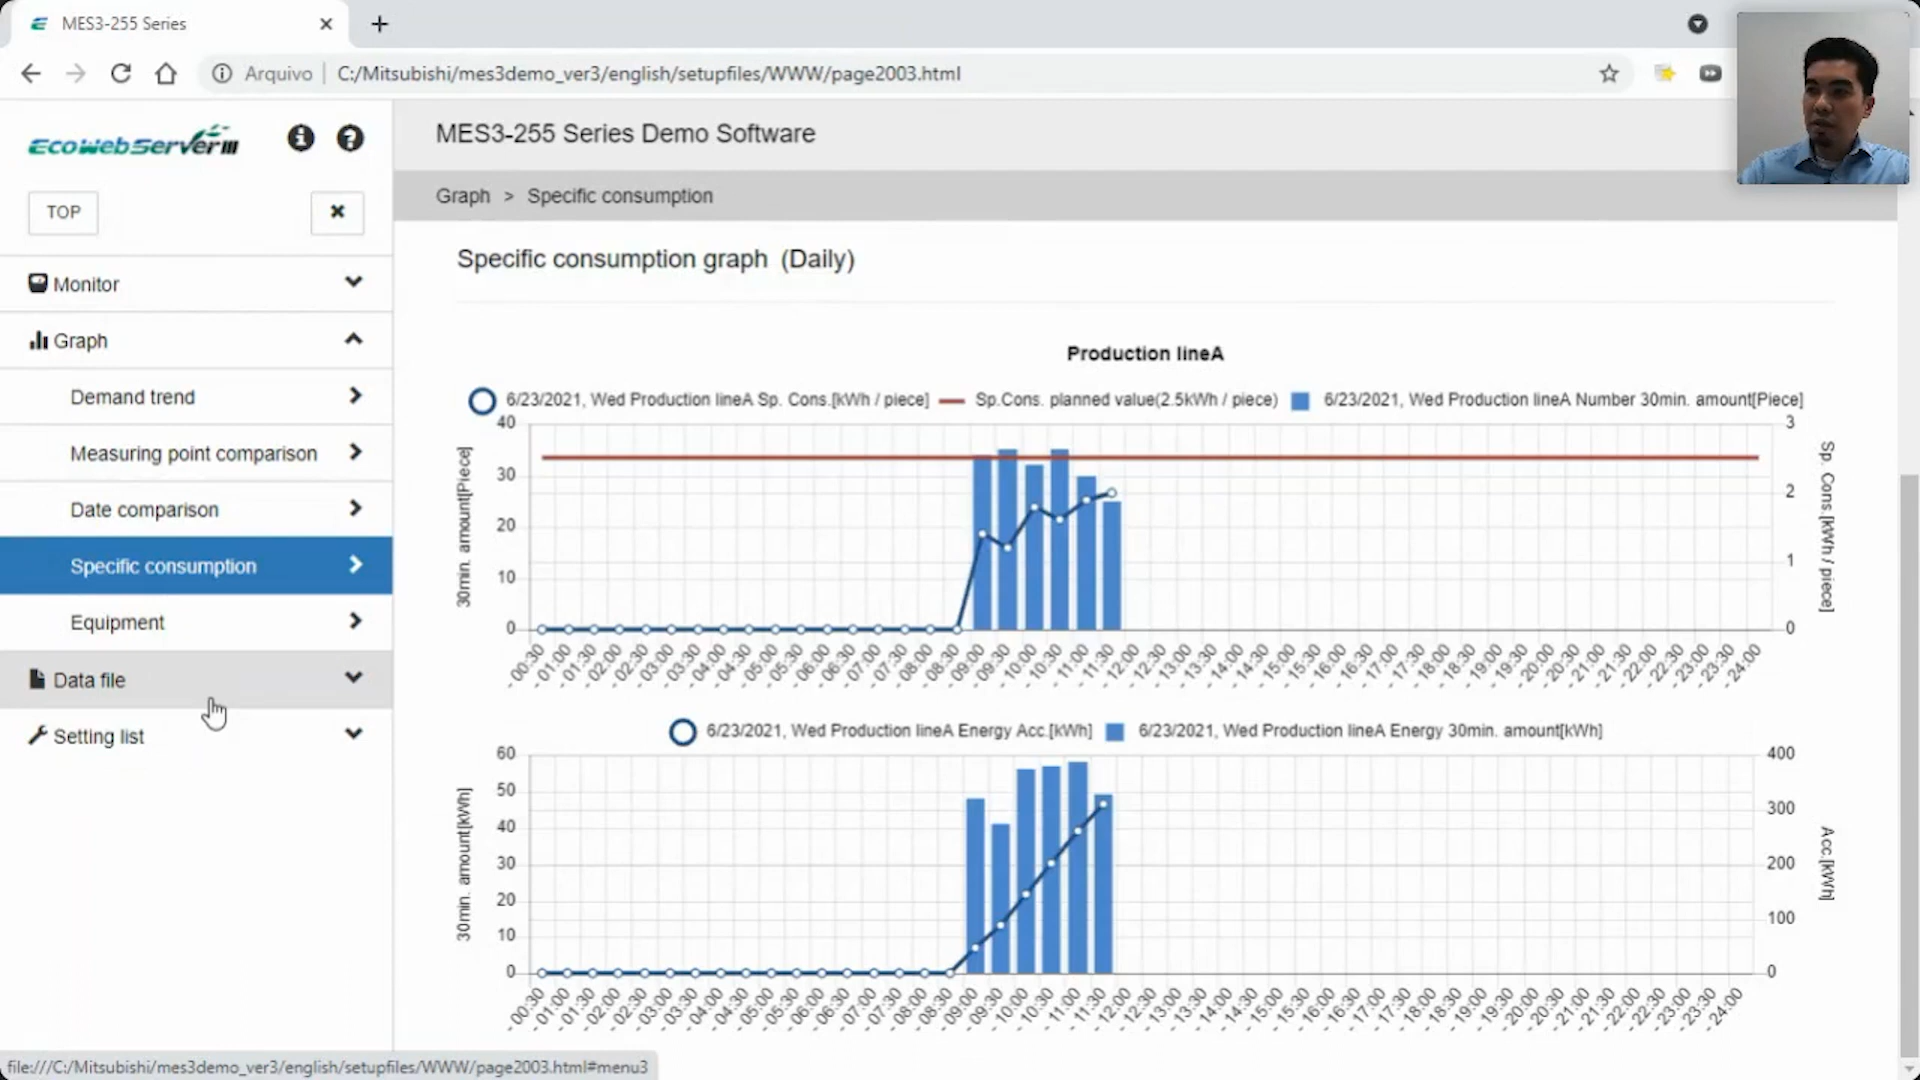 MES3-255 Series
Arquivo | C:/Mitsubishi/mes3demo_ver3/english/setupfiles/WWW/page2003.html
EcoWebServerIII
TOP
Monitor
Graph
Demand trend
Measuring point comparison
Date comparison
Specific consumption
Equipment
Data file
Setting list
MES3-255 Series Demo Software
Graph > Specific consumption
Specific consumption graph (Daily)
Production lineA
6/23/2021, Wed Production lineA Sp. Cons.[kWh / piece] Sp.Cons. planned value(2.5kWh / piece) 6/23/2021, Wed Production lineA Number 30min. amount[Piece]
30min. amount[Piece]
40
30
20
10
0
3
2
1
0
Sp. Cons.[kWh / piece]
- 00:30 - 01:00 - 01:30 - 02:00 - 02:30 - 03:00 - 03:30 - 04:00 - 04:30 - 05:00 - 05:30 - 06:00 - 06:30 - 07:00 - 07:30 - 08:00 - 08:30 - 09:00 - 09:30 - 10:00 - 10:30 - 11:00 - 11:30 - 12:00 - 12:30 - 13:00 - 13:30 - 14:00 - 14:30 - 15:00 - 15:30 - 16:00 - 16:30 - 17:00 - 17:30 - 18:00 - 18:30 - 19:00 - 19:30 - 20:00 - 20:30 - 21:00 - 21:30 - 22:00 - 22:30 - 23:00 - 23:30 - 24:00
6/23/2021, Wed Production lineA Energy Acc.[kWh] 6/23/2021, Wed Production lineA Energy 30min. amount[kWh]
30min. amount[kWh]
60
50
40
30
20
10
0
400
300
200
100
0
Acc.[kWh]
- 00:30 - 01:00 - 01:30 - 02:00 - 02:30 - 03:00 - 03:30 - 04:00 - 04:30 - 05:00 - 05:30 - 06:00 - 06:30 - 07:00 - 07:30 - 08:00 - 08:30 - 09:00 - 09:30 - 10:00 - 10:30 - 11:00 - 11:30 - 12:00 - 12:30 - 13:00 - 13:30 - 14:00 - 14:30 - 15:00 - 15:30 - 16:00 - 16:30 - 17:00 - 17:30 - 18:00 - 18:30 - 19:00 - 19:30 - 20:00 - 20:30 - 21:00 - 21:30 - 22:00 - 22:30 - 23:00 - 23:30 - 24:00
file:///C:/Mitsubishi/mes3demo_ver3/english/setupfiles/WWW/page2003.html#menu3